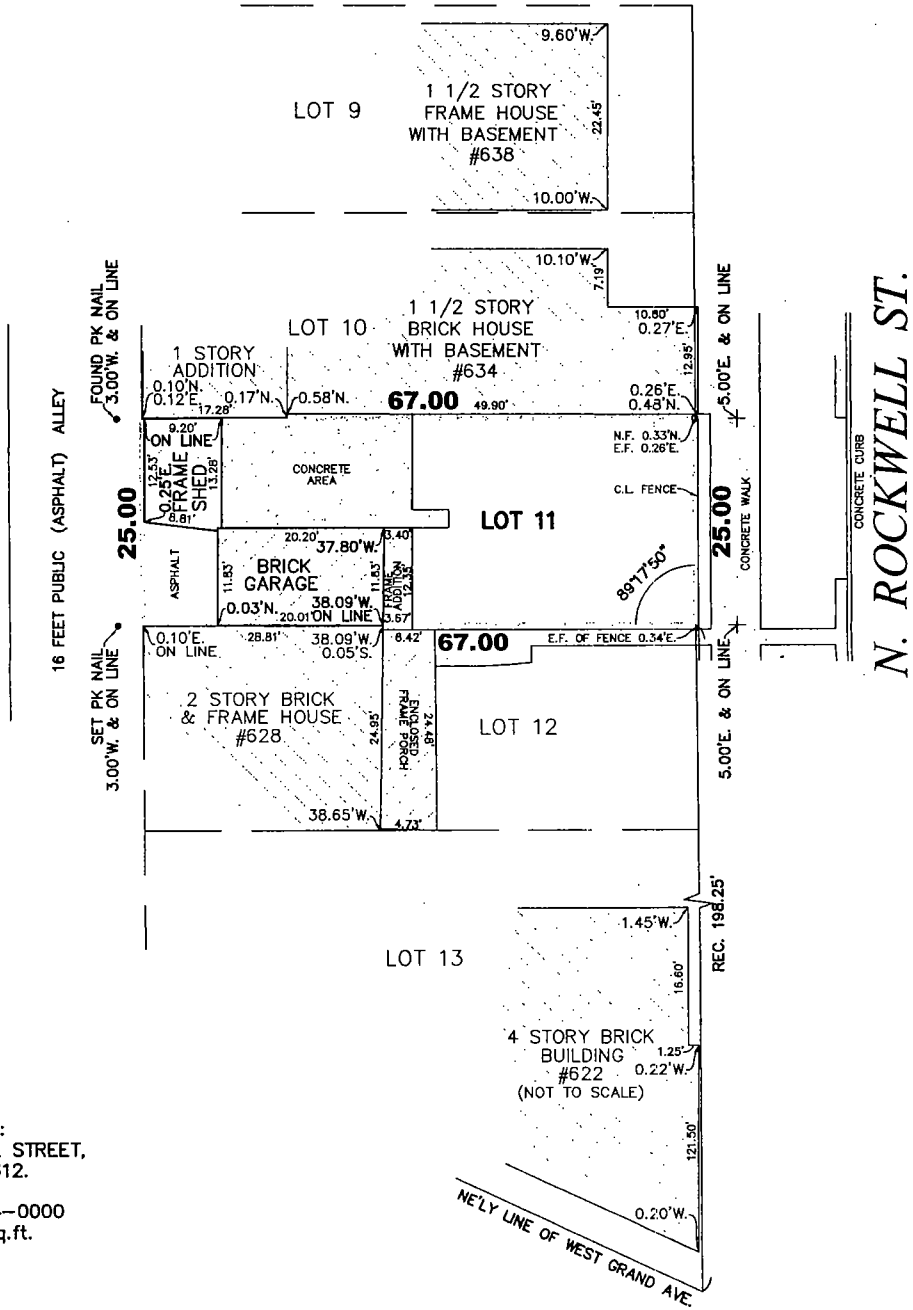 9.60'W.
LOT 9
1 1/2 STORY
FRAME HOUSE
WITH BASEMENT
#638
22.45'
10.00'W.
16 FEET PUBLIC (ASPHALT) ALLEY
FOUND PK NAIL
3.00'W. & ON LINE
10.10'W.
7.19'
LOT 10
1 1/2 STORY
BRICK HOUSE
WITH BASEMENT
#634
10.60'
0.27'E.
12.95'
5.00'E. & ON LINE
1 STORY
ADDITION
0.10'N.
0.12'E.
0.17'N.
17.28'
0.58'N.
67.00
49.90'
0.26'E.
0.48'N.
9.20'
ON LINE
12.53'
0.25'E.
FRAME
SHED
13.28'
8.81'
CONCRETE
AREA
N.F. 0.33'N.
E.F. 0.26'E.
C.L. FENCE
LOT 11
25.00
25.00
CONCRETE WALK
CONCRETE CURB
N. ROCKWELL ST.
ASPHALT
20.20'
37.80'W.
3.40'
11.83'
BRICK
GARAGE
11.83'
FRAME
ADDITION
12.35'
89°17'50"
0.03'N.
38.09'W.
20.01'
ON LINE
3.67'
SET PK NAIL
3.00'W. & ON LINE
0.10'E.
ON LINE
28.81'
38.09'W.
0.05'S.
6.42'
67.00
E.F. OF FENCE 0.34'E.
5.00'E. & ON LINE
2 STORY BRICK
& FRAME HOUSE
#628
24.95'
ENCLOSED
FRAME PORCH
24.48'
LOT 12
38.65'W.
4.73'
REC. 198.25'
1.45'W.
LOT 13
16.60'
4 STORY BRICK
BUILDING
#622
(NOT TO SCALE)
1.25'
0.22'W.
121.50'
0.20'W.
NE'LY LINE OF WEST GRAND AVE.
:
STREET,
12.
-0000
q.ft.